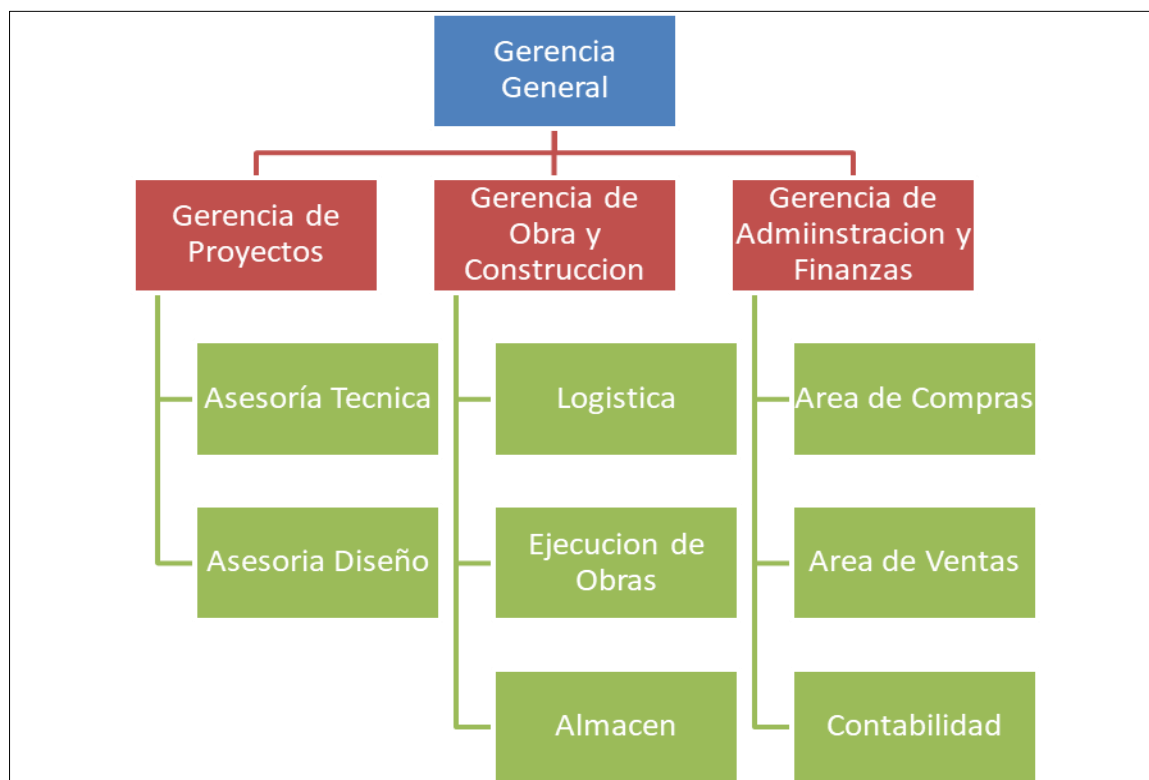 Gerencia
General
Gerencia de
Proyectos
Gerencia de
Obra y
Construccion
Gerencia de
Admiinstracion y
Finanzas
Asesoría Tecnica
Logistica
Area de Compras
Asesoria Diseño
Ejecucion de
Obras
Area de Ventas
Almacen
Contabilidad